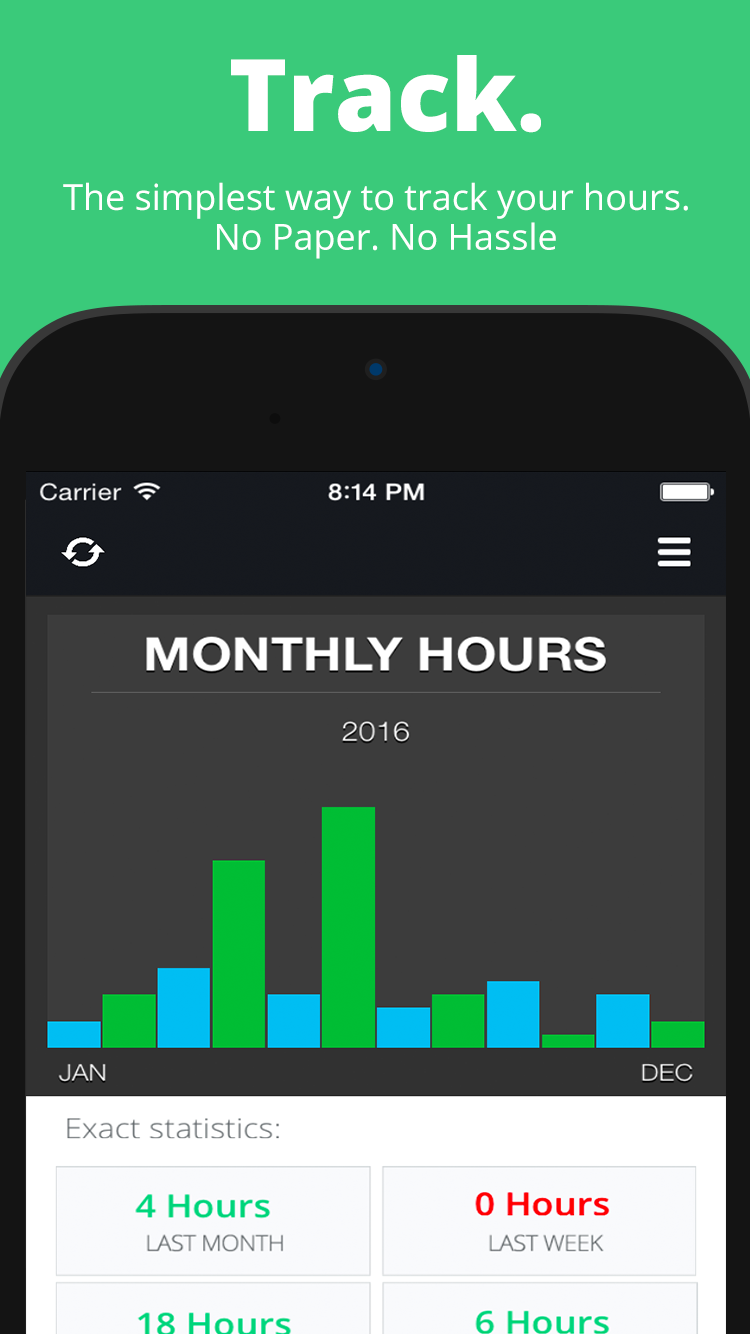 Track.
The simplest way to track your hours.
No Paper. No Hassle
Carrier 8:14 PM
MONTHLY HOURS
2016
JAN DEC
Exact statistics:
4 Hours 0 Hours
LAST MONTH LAST WEEK
18 Hours 6 Hours